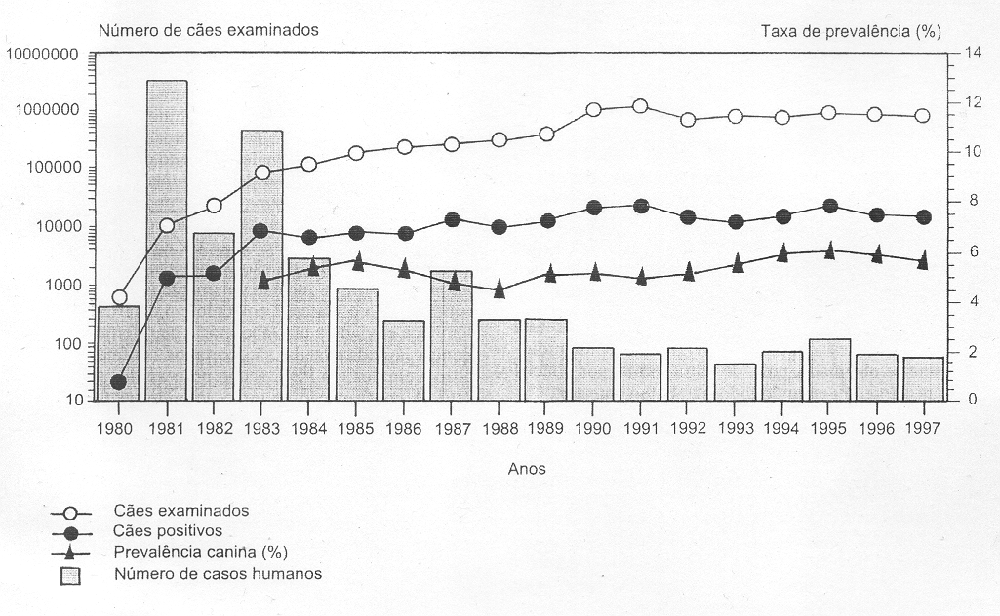 Número de cães examinados
Taxa de prevalência (%)
10000000
1000000
100000
10000
1000
100
10
14
12
10
8
6
4
2
0
1980 1981 1982 1983 1984 1985 1986 1987 1988 1989 1990 1991 1992 1993 1994 1995 1996 1997
Anos
Cães examinados
Cães positivos
Prevalência canina (%)
Número de casos humanos